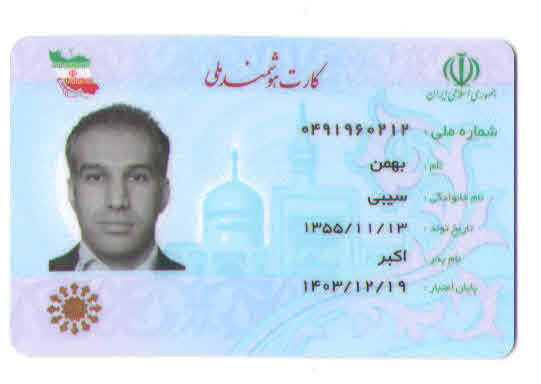 کارت هوشمند ملی
جمهوری اسلامی ایران
شماره ملی: ۰۴۹۱۹۶۰۲۱۲
نام: بهمن
نام خانوادگی: سیبی
تاریخ تولد: ۱۳۵۵/۱۱/۱۳
نام پدر: اکبر
پایان اعتبار: ۱۴۰۳/۱۲/۱۹